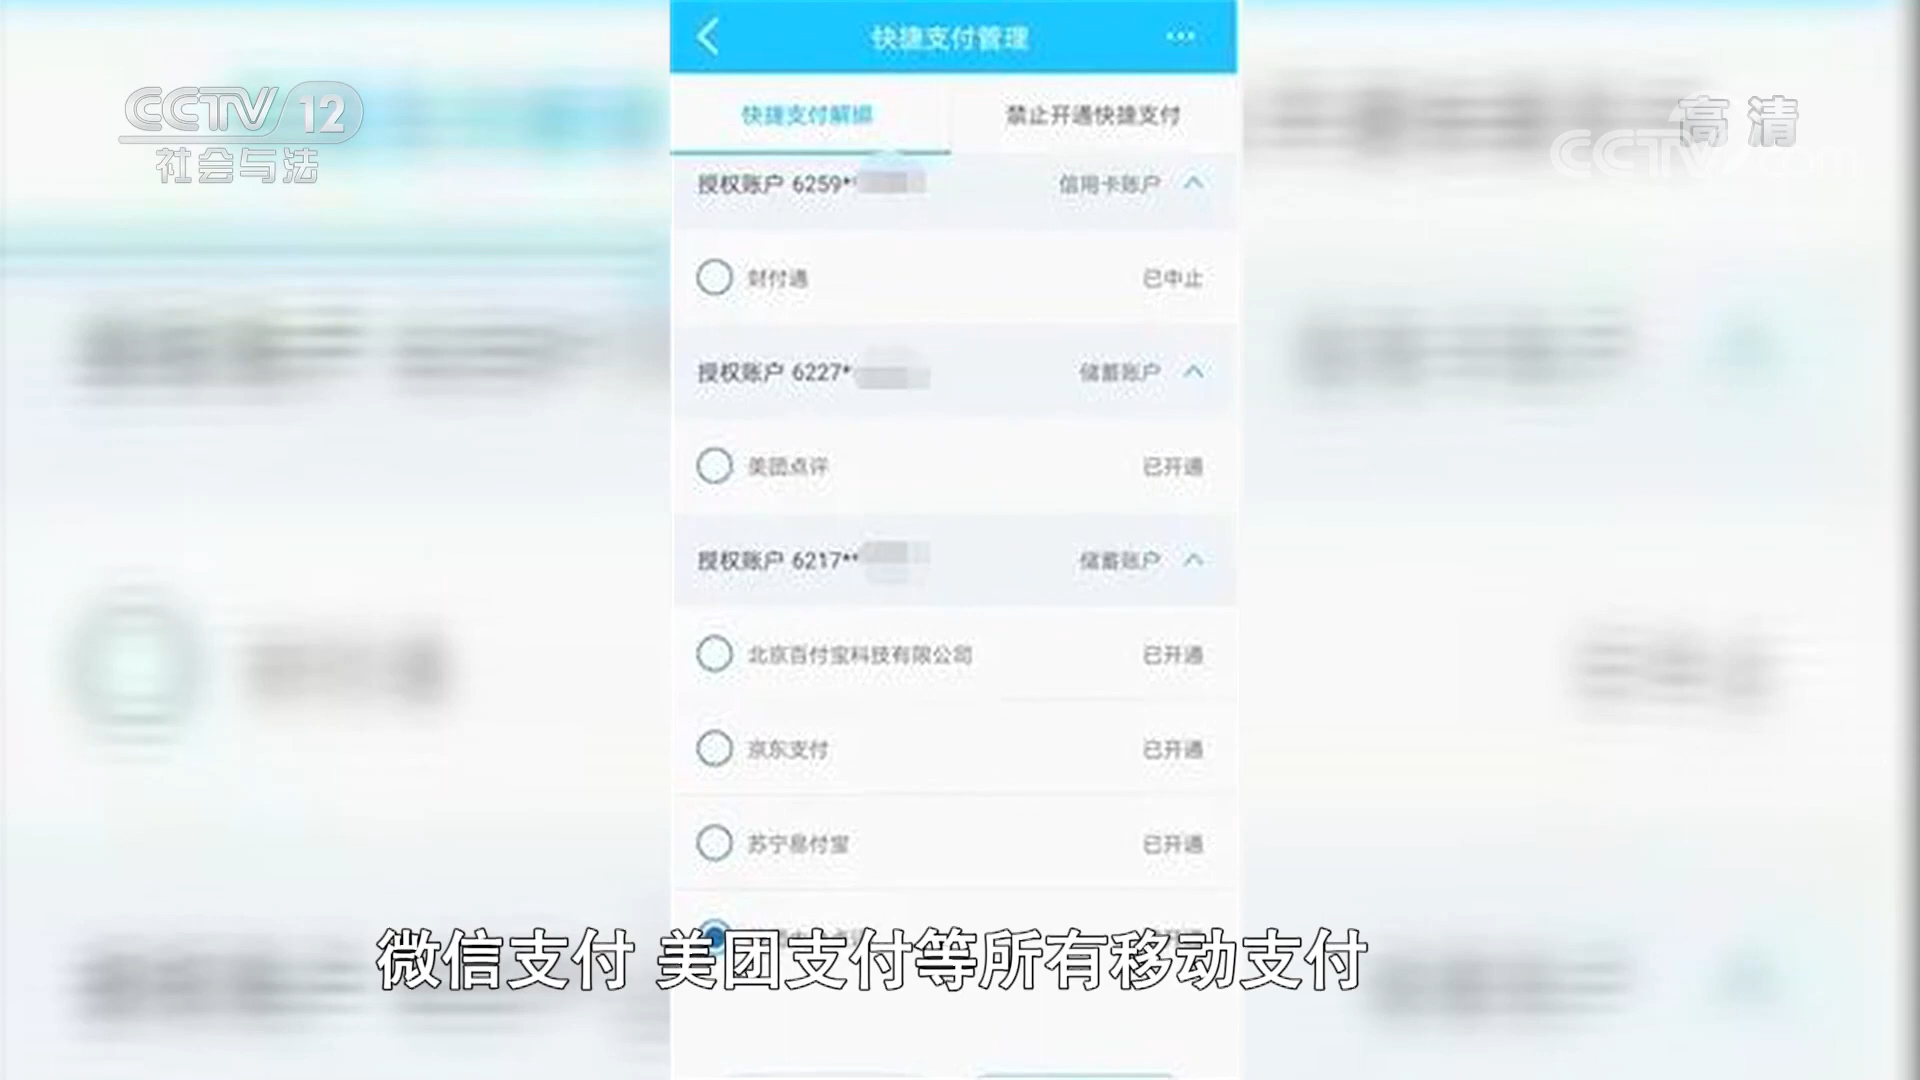 快捷支付管理
CCTV 12
社会与法
高清
CCTV.com
快捷支付解绑
禁止开通快捷支付
授权账户 6259*
信用卡账户
财付通
已中止
授权账户 6227*
储蓄账户
美团点评
已开通
授权账户 6217**
储蓄账户
北京百付宝科技有限公司
已开通
京东支付
已开通
苏宁易付宝
已开通
微信支付 美团支付等所有移动支付